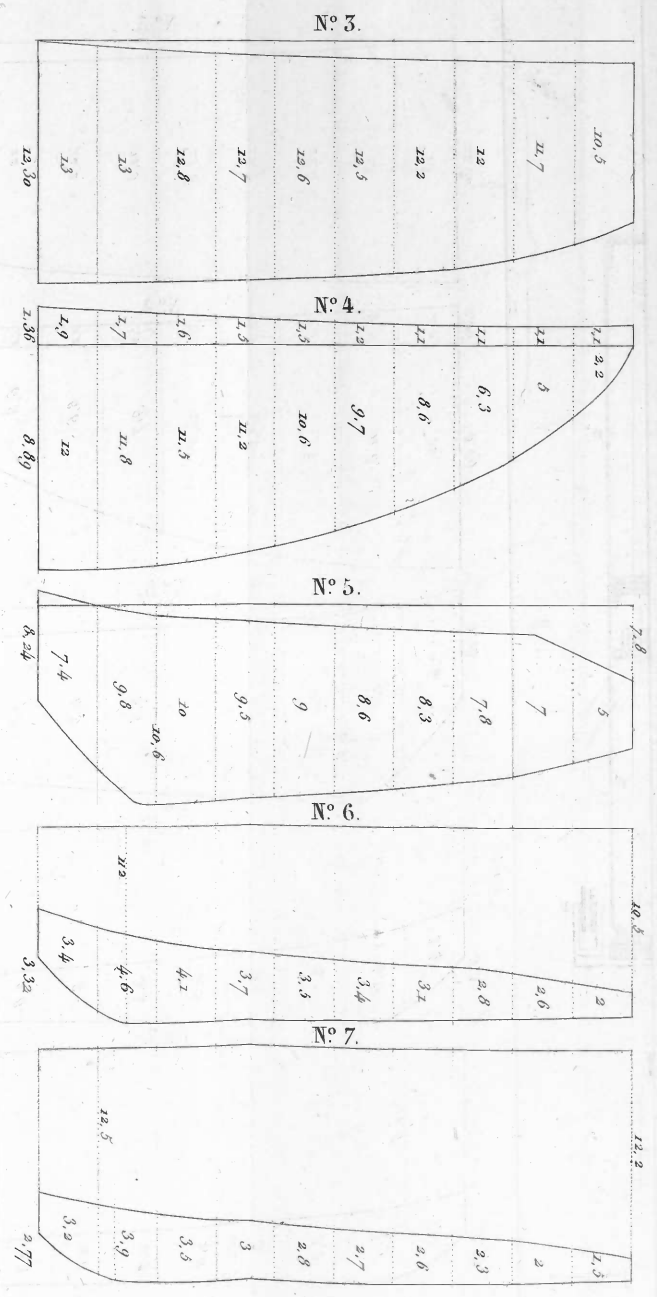 Nº 3.
12,30 13 13 12,8 12,7 12,6 12,5 12,2 12 11,7 10,5
Nº 4.
1,36 1,9 1,7 1,6 1,5 1,5 1,2 1,1 1,1 1,1 1,1
8,89 12 11,8 11,5 11,2 10,6 9,7 8,6 6,3 5 2,2
Nº 5.
7,8
8,24 7,4 9,8 10 9,5 9 8,6 8,3 7,8 7 5
10,6
Nº 6.
112 10,5
3,32 3,4 4,6 4,1 3,7 3,5 3,4 3,1 2,8 2,6 2
Nº 7.
12,5 12,2
2,77 3,2 3,9 3,5 3 2,8 2,7 2,6 2,3 2 1,5